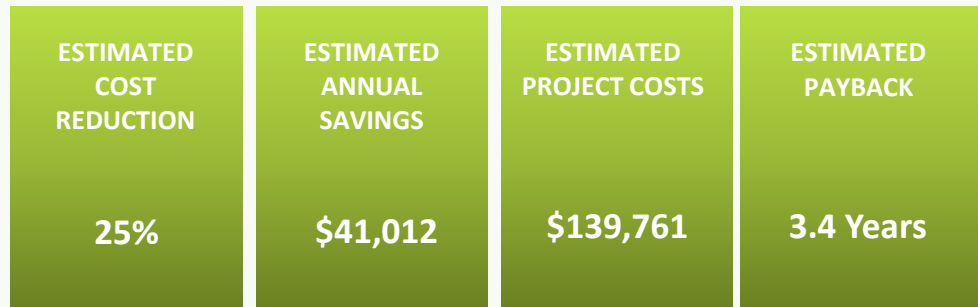 ESTIMATED
COST
REDUCTION
25%
ESTIMATED
ANNUAL
SAVINGS
$41,012
ESTIMATED
PROJECT COSTS
$139,761
ESTIMATED
PAYBACK
3.4 Years